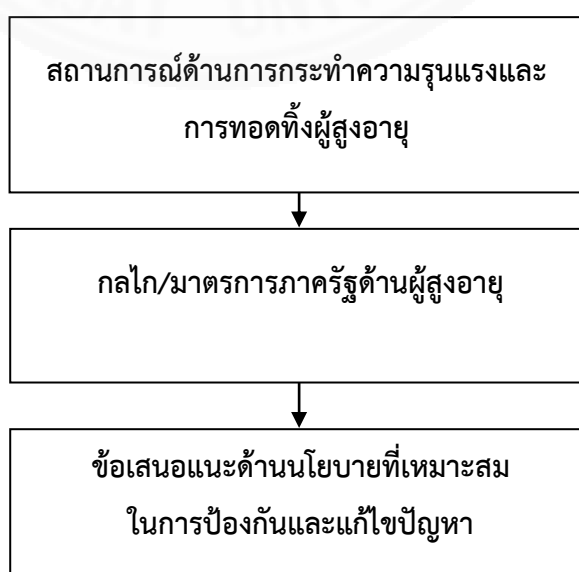 สถานการณ์ด้านการกระทำความรุนแรงและ
การทอดทิ้งผู้สูงอายุ
กลไก/มาตรการภาครัฐด้านผู้สูงอายุ
ข้อเสนอแนะด้านนโยบายที่เหมาะสม
ในการป้องกันและแก้ไขปัญหา